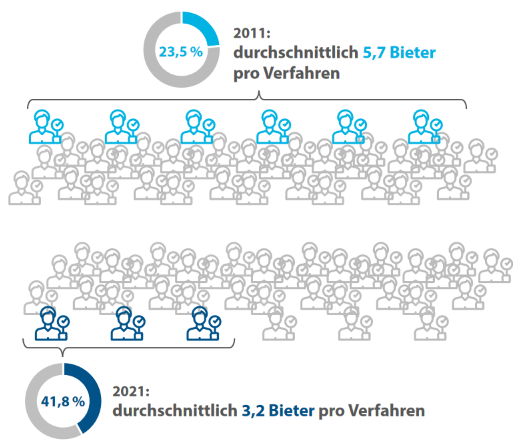 23,5 %
2011:
durchschnittlich 5,7 Bieter
pro Verfahren
41,8 %
2021:
durchschnittlich 3,2 Bieter pro Verfahren